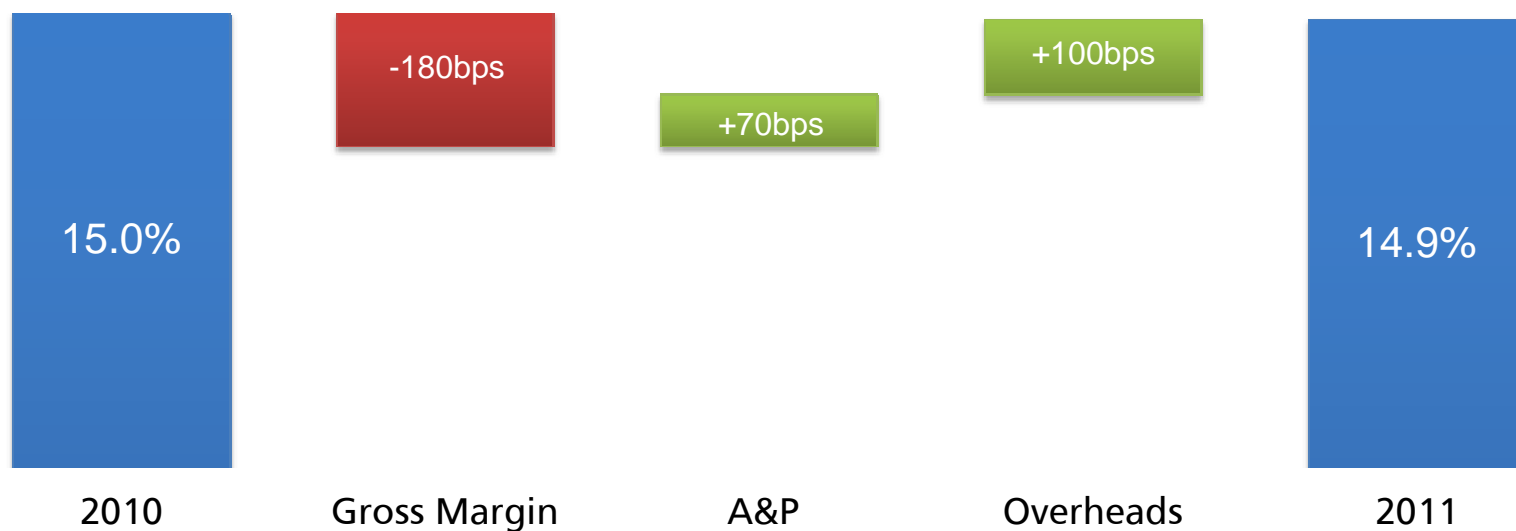 -180bps
+100bps
+70bps
15.0%
14.9%
2010 Gross Margin A&P Overheads 2011